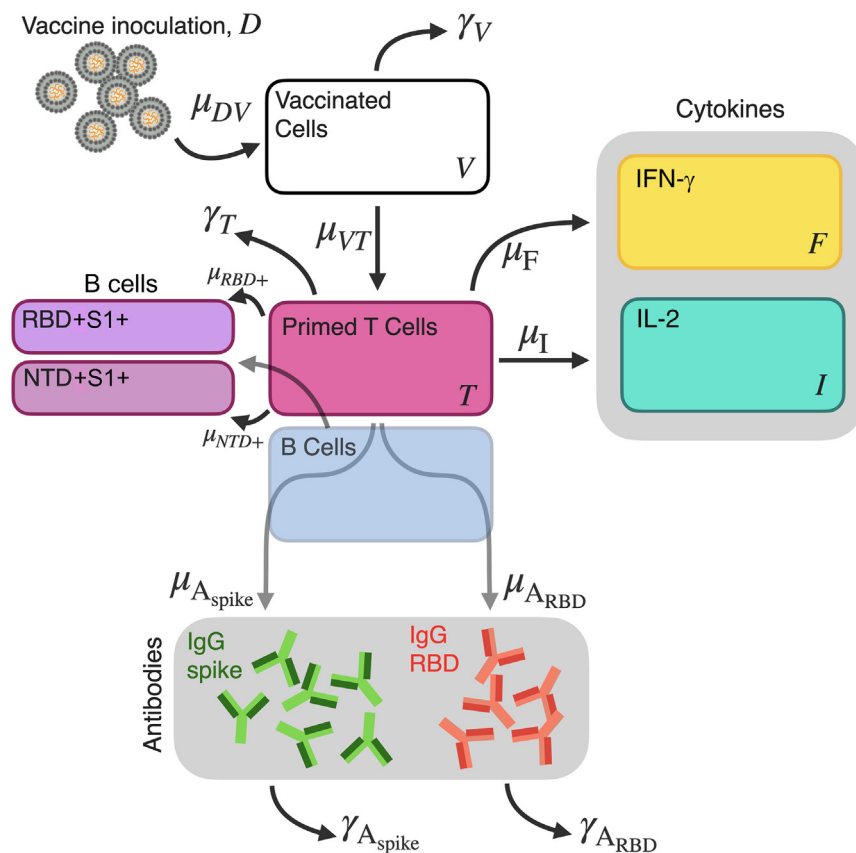 Vaccine inoculation, D
γV
μDV
Vaccinated
Cells
V
Cytokines
IFN-γ
F
γT
μVT
μF
B cells
μRBD+
RBD+S1+
Primed T Cells
T
μI
IL-2
I
NTD+S1+
μNTD+
B Cells
μAspike
μARBD
Antibodies
IgG
spike
IgG
RBD
γAspike
γARBD